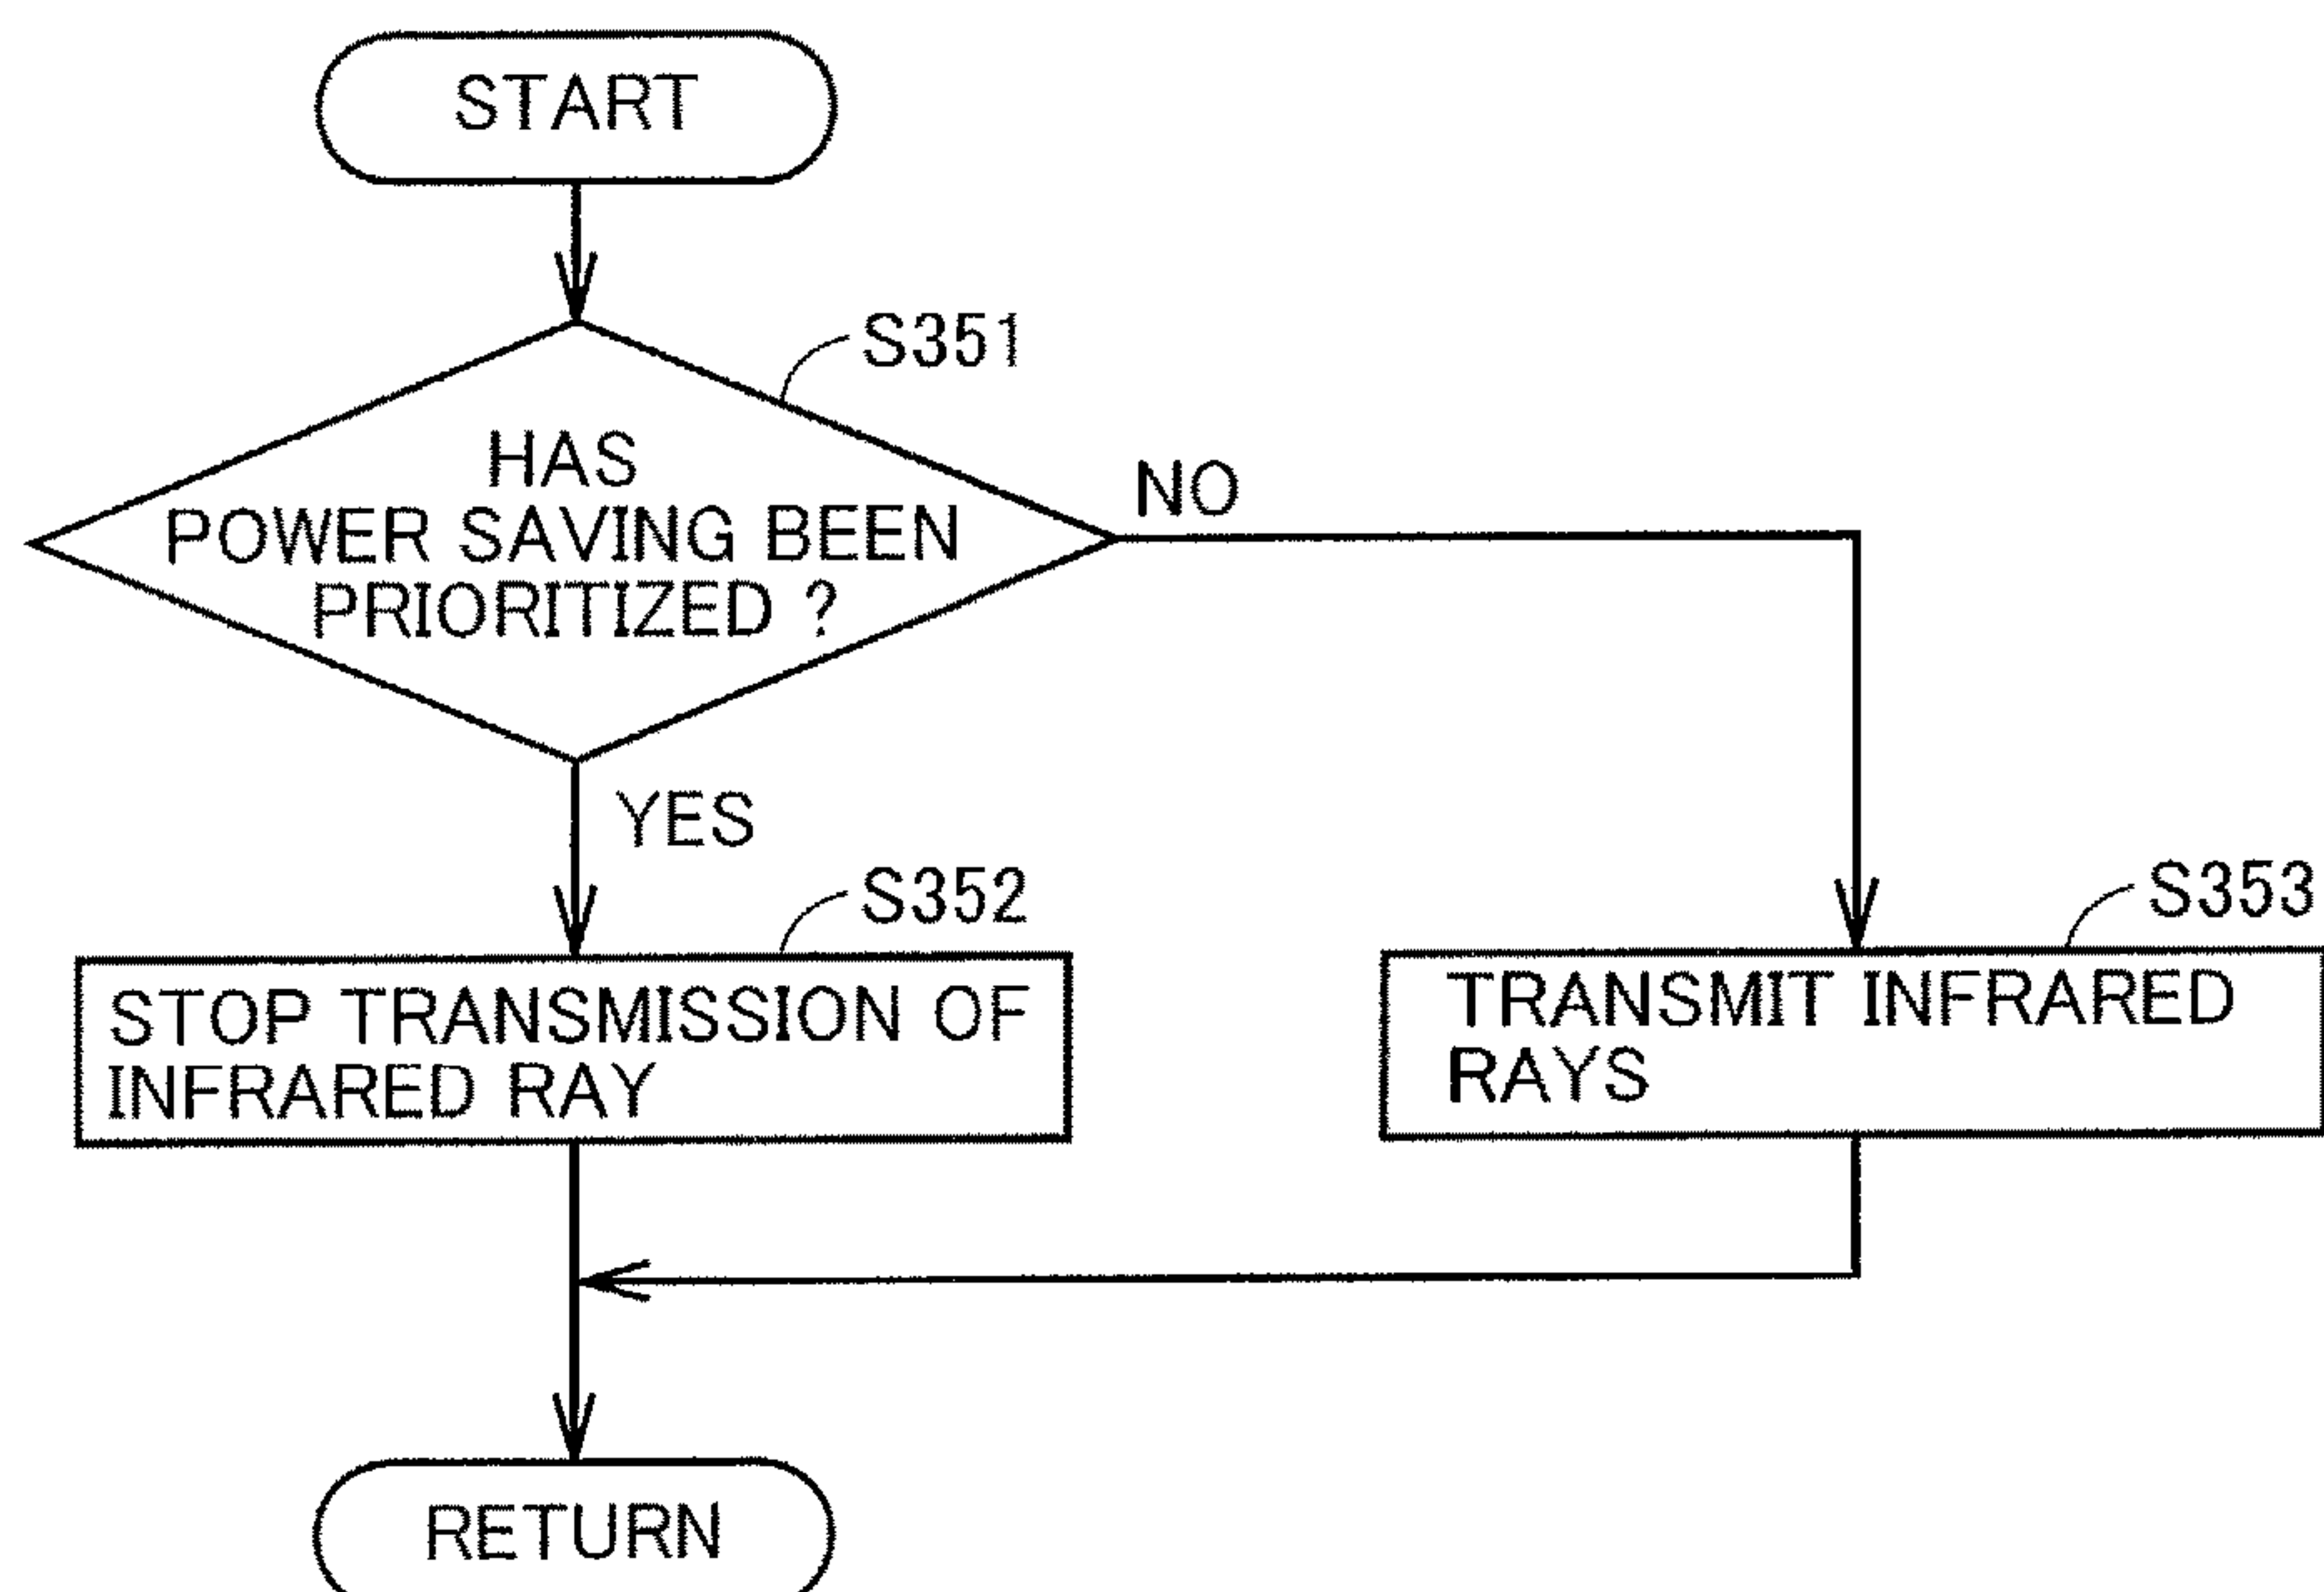 START
S351
HAS
POWER SAVING BEEN
PRIORITIZED ?
NO
YES
S352
STOP TRANSMISSION OF
INFRARED RAY
S353
TRANSMIT INFRARED
RAYS
RETURN